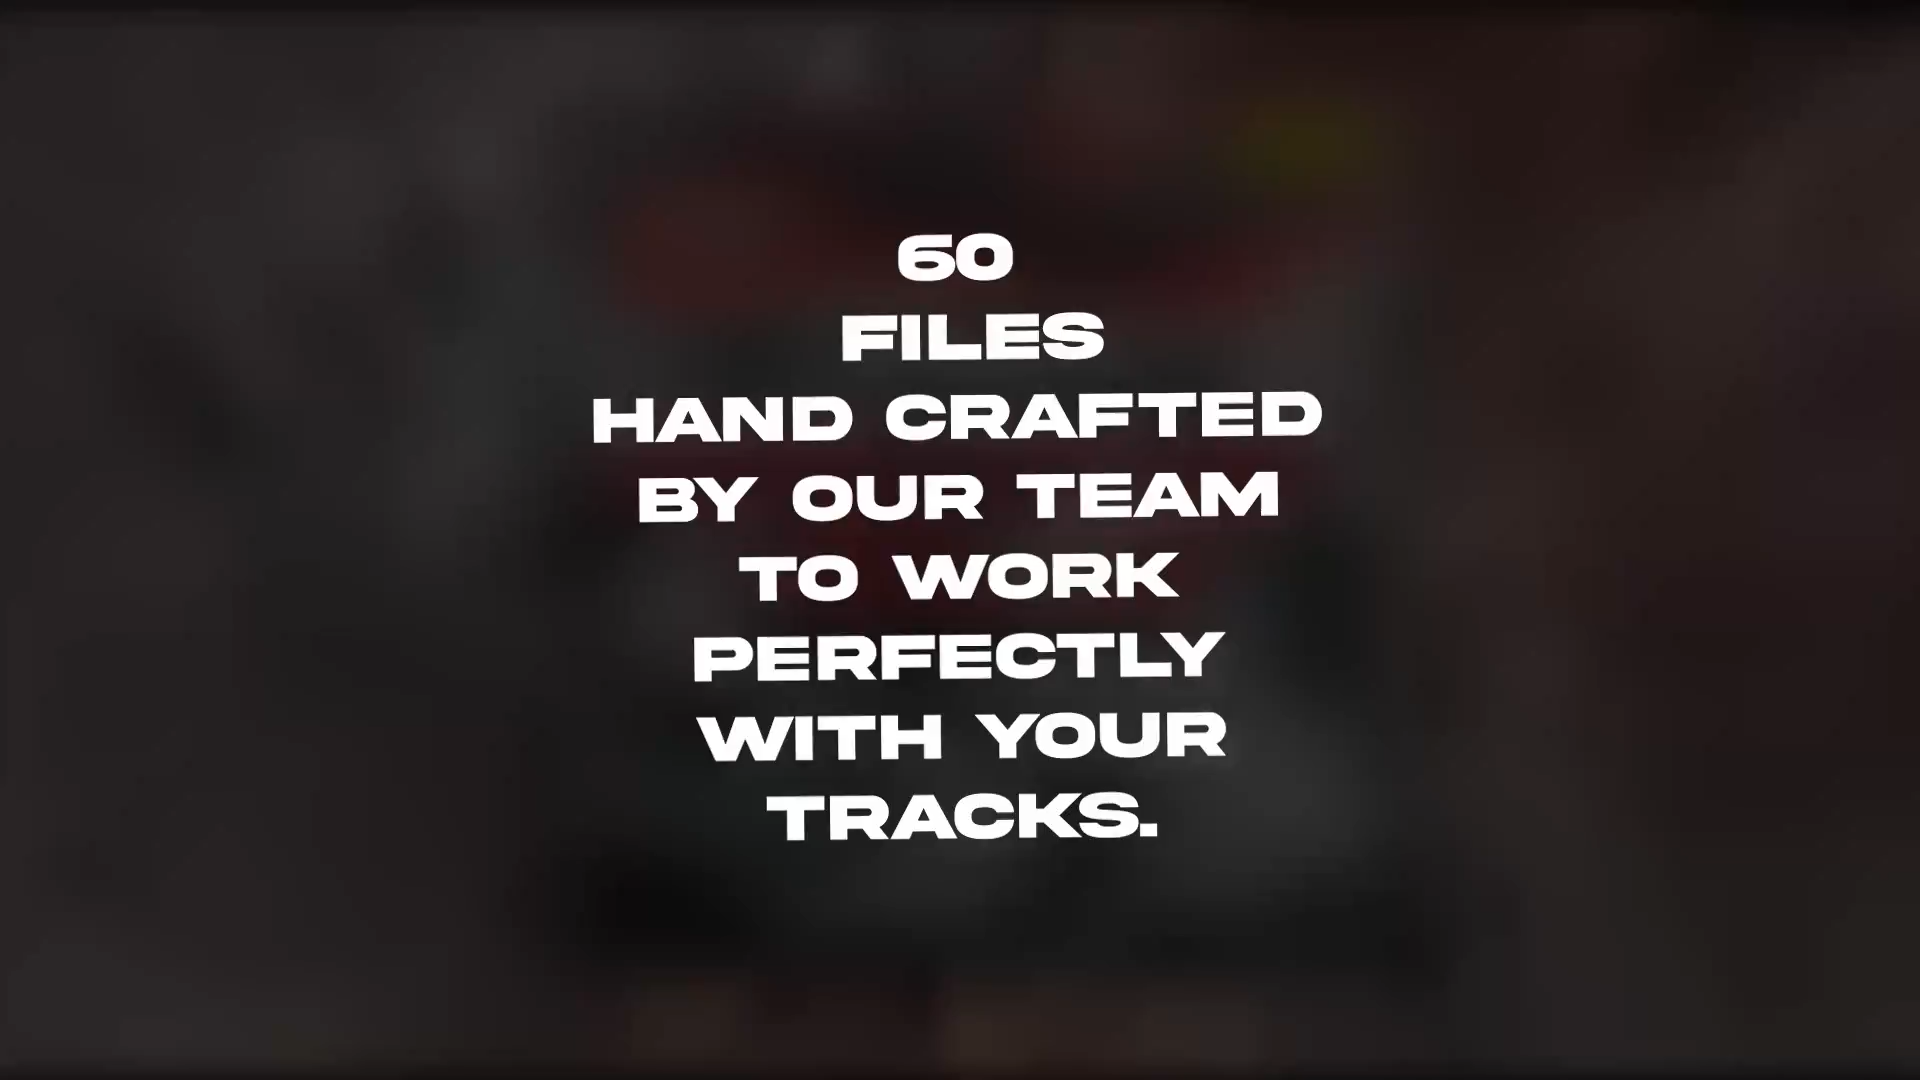 60
FILES
HAND CRAFTED
BY OUR TEAM
TO WORK
PERFECTLY
WITH YOUR
TRACKS.